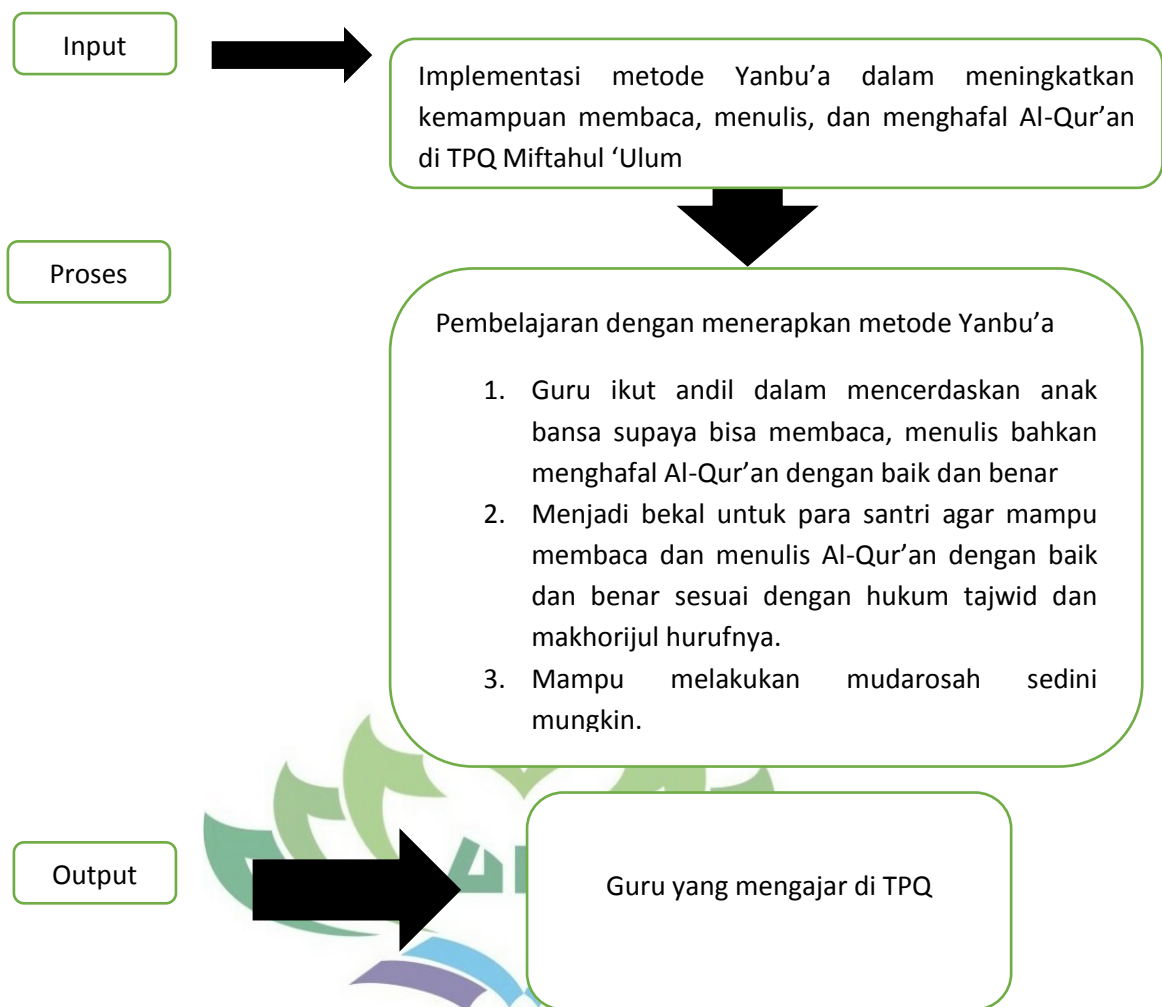 Input
Implementasi metode Yanbu’a dalam meningkatkan
kemampuan membaca, menulis, dan menghafal Al-Qur’an
di TPQ Miftahul ‘Ulum
Proses
Pembelajaran dengan menerapkan metode Yanbu’a
1. Guru ikut andil dalam mencerdaskan anak
bansa supaya bisa membaca, menulis bahkan
menghafal Al-Qur’an dengan baik dan benar
2. Menjadi bekal untuk para santri agar mampu
membaca dan menulis Al-Qur’an dengan baik
dan benar sesuai dengan hukum tajwid dan
makhorijul hurufnya.
3. Mampu melakukan mudarosah sedini
mungkin.
Output
Guru yang mengajar di TPQ